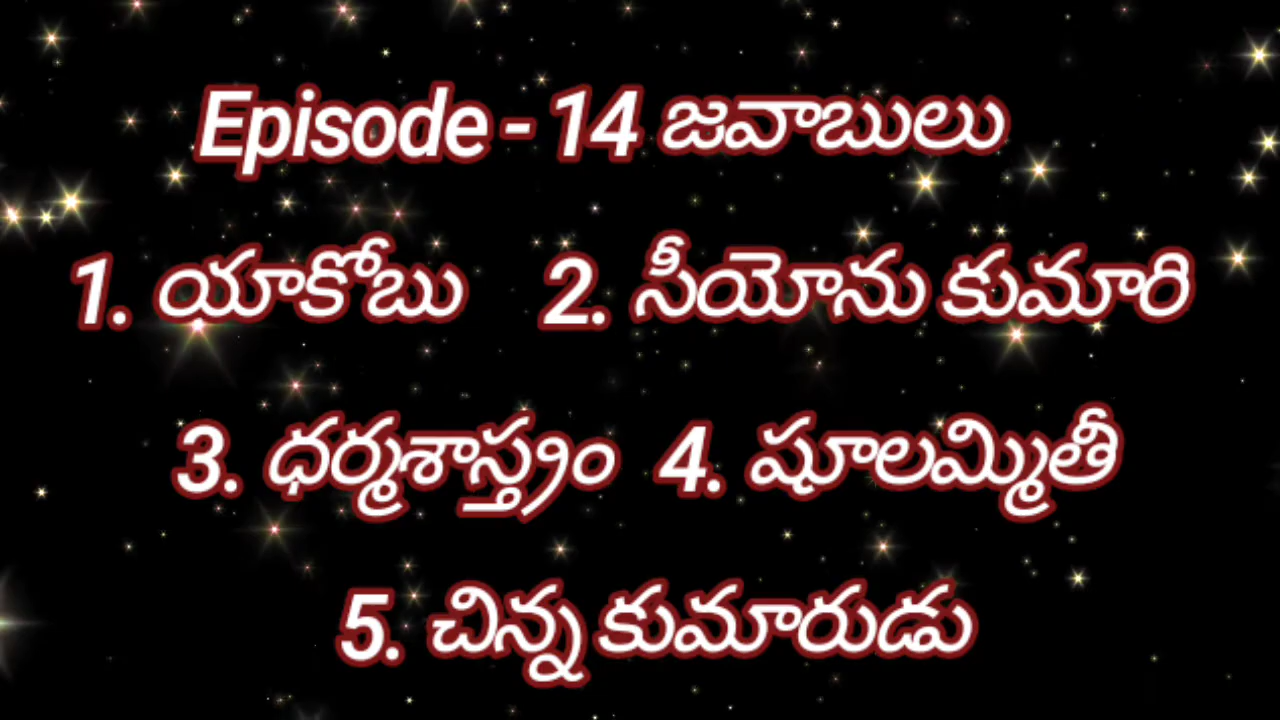 Episode - 14 జవాబులు
1. యాకోబు 2. సీయోను కుమారి
3. ధర్మశాస్త్రం 4. షూలమ్మితీ
5. చిన్న కుమారుడు